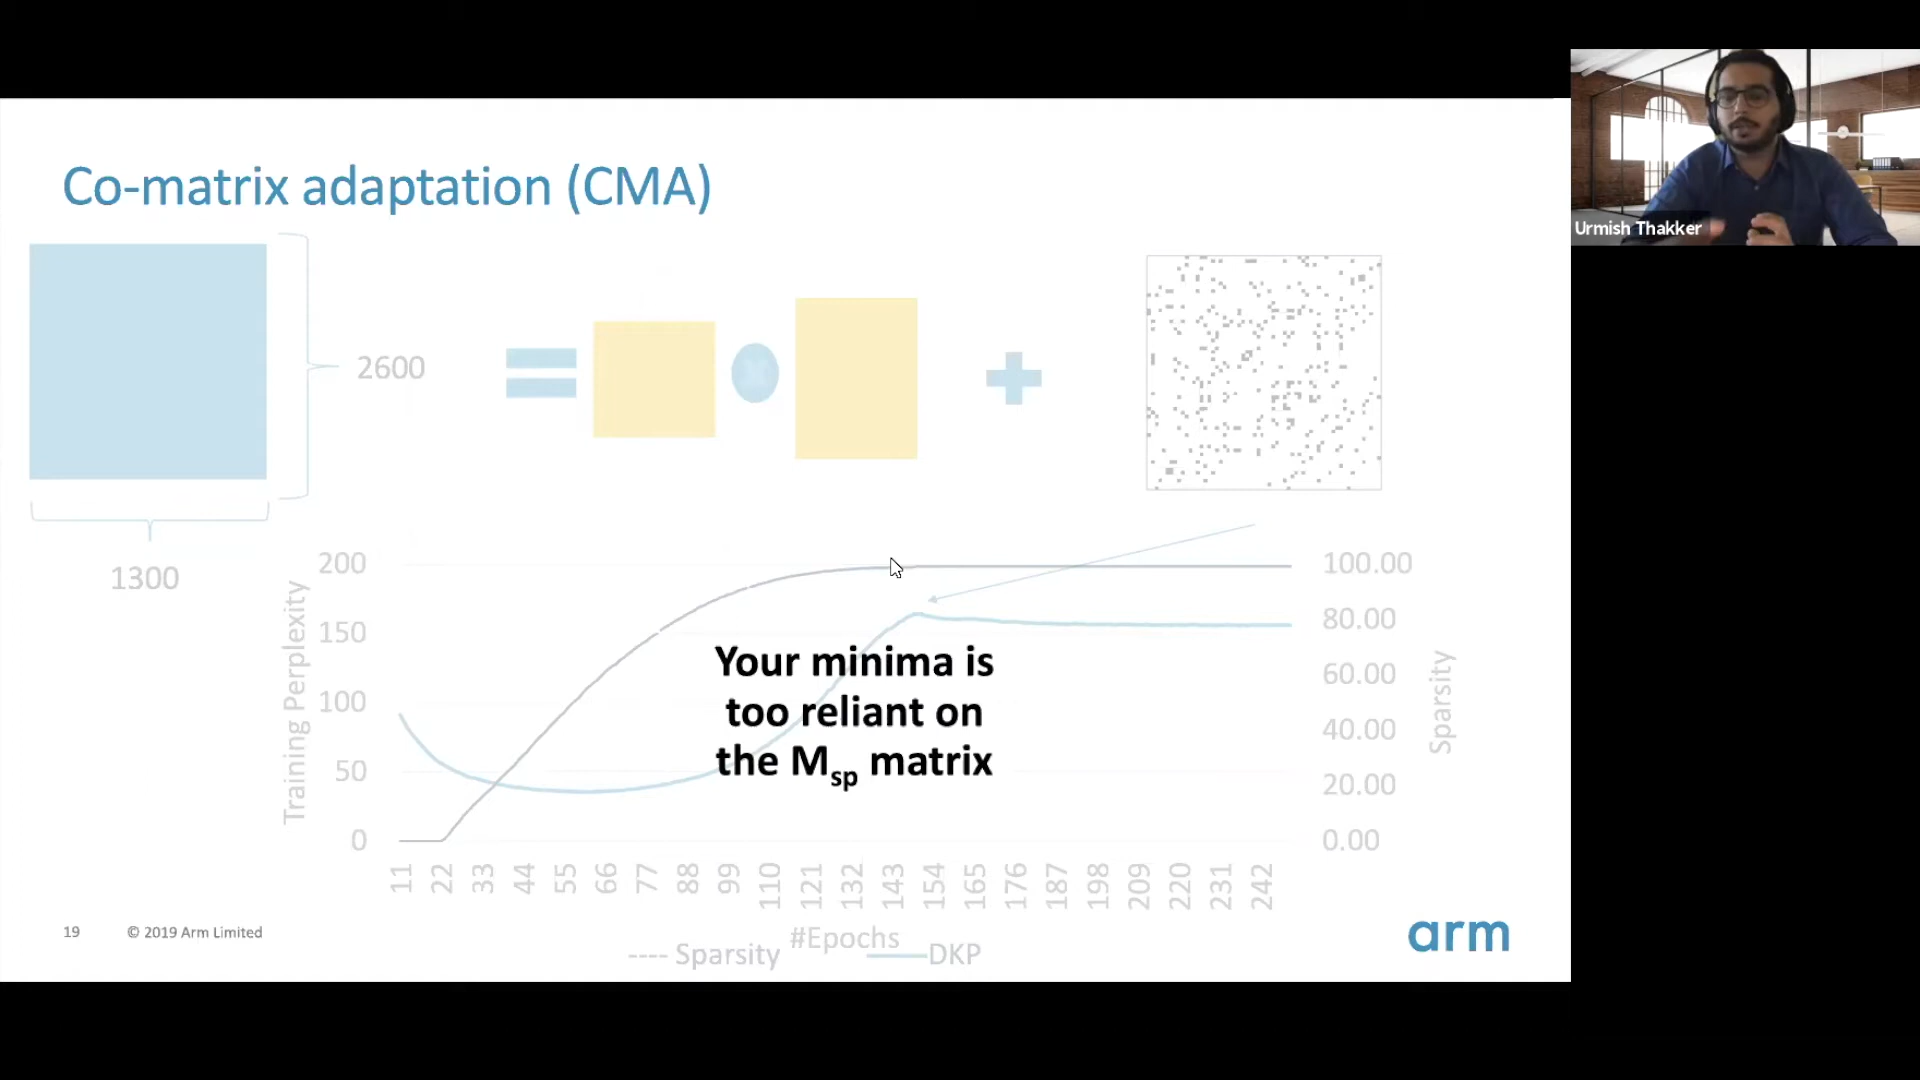 Urmish Thakker
Co-matrix adaptation (CMA)
2600
x
1300
200
150
100
50
0
Training Perplexity
100.00
80.00
60.00
40.00
20.00
0.00
Sparsity
Your minima is
too reliant on
the Msp matrix
11 22 33 44 55 66 77 88 99 110 121 132 143 154 165 176 187 198 209 220 231 242
#Epochs
---- Sparsity DKP
19 © 2019 Arm Limited
arm